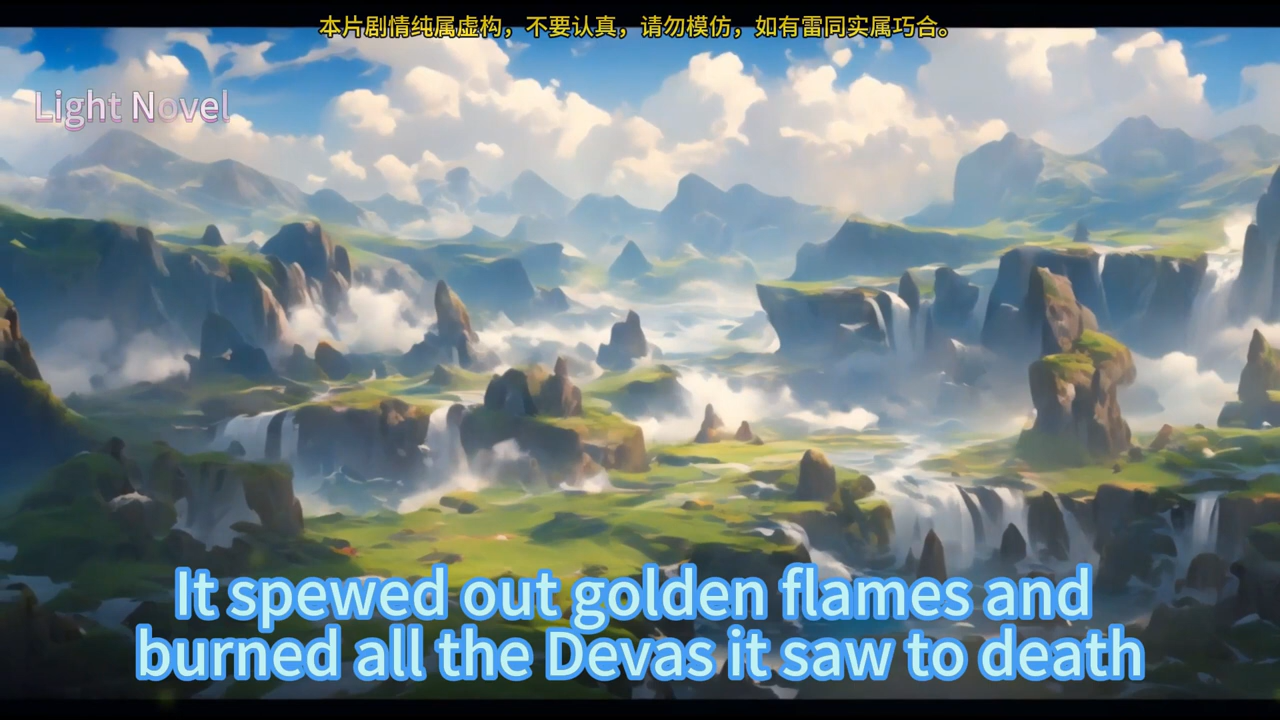 本片剧情纯属虚构，不要认真，请勿模仿，如有雷同实属巧合。
Light Novel
It spewed out golden flames and
burned all the Devas it saw to death